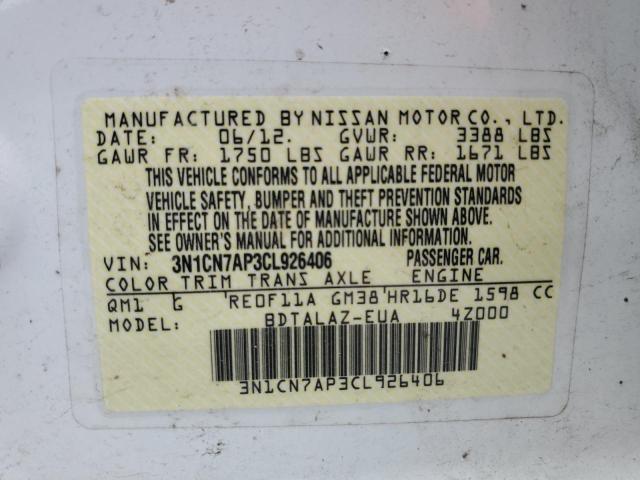 MANUFACTURED BY NISSAN MOTOR CO., LTD.
DATE: 06/12. GVWR: 3388 LBS
GAWR FR: 1750 LBS GAWR RR: 1671 LBS
THIS VEHICLE CONFORMS TO ALL APPLICABLE FEDERAL MOTOR
VEHICLE SAFETY, BUMPER AND THEFT PREVENTION STANDARDS
IN EFFECT ON THE DATE OF MANUFACTURE SHOWN ABOVE.
SEE OWNER'S MANUAL FOR ADDITIONAL INFORMATION.
VIN: 3N1CN7AP3CL926406 PASSENGER CAR.
COLOR TRIM TRANS AXLE ENGINE
QM1 G RE0F11A GM38 HR16DE 1598 CC
MODEL: BDTALAZ-EUA 4Z000
3N1CN7AP3CL926406